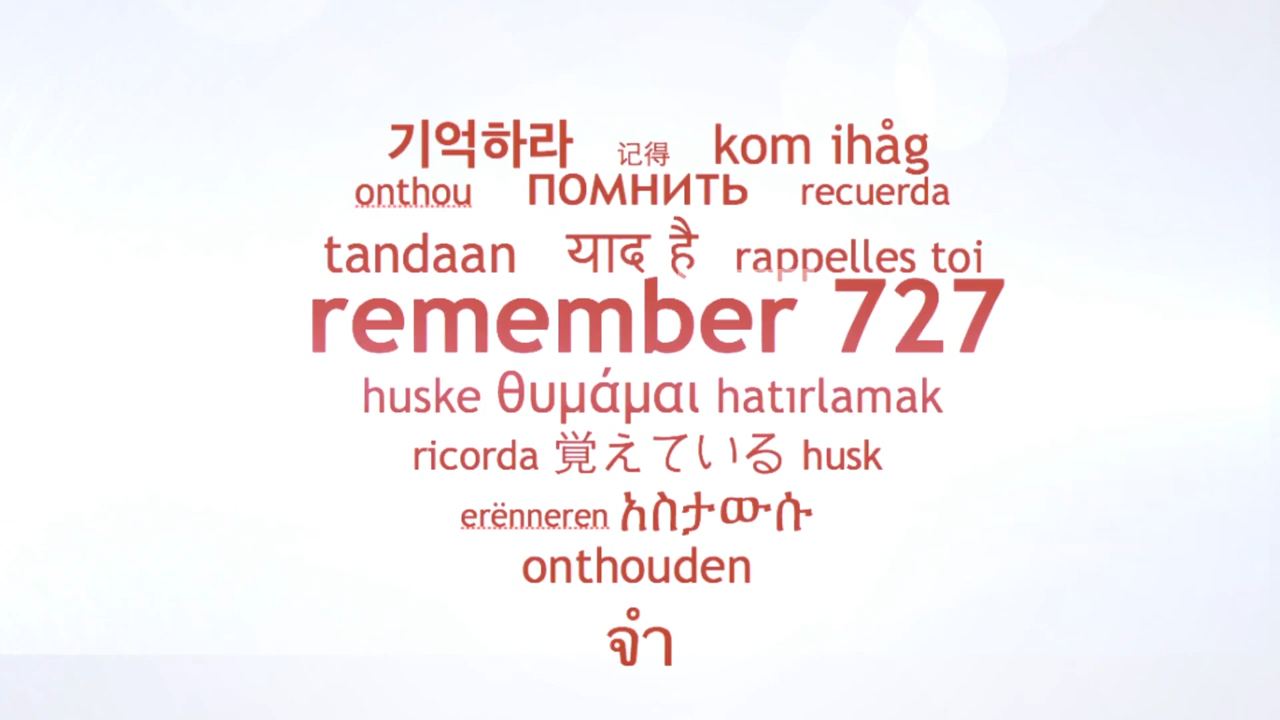 기억하라 记得 kom ihåg
onthou помнить recuerda
tandaan याद है rappelles toi
remember 727
huske θυμάμαι hatırlamak
ricorda 覚えている husk
erënneren አስታውሱ
onthouden
จำ